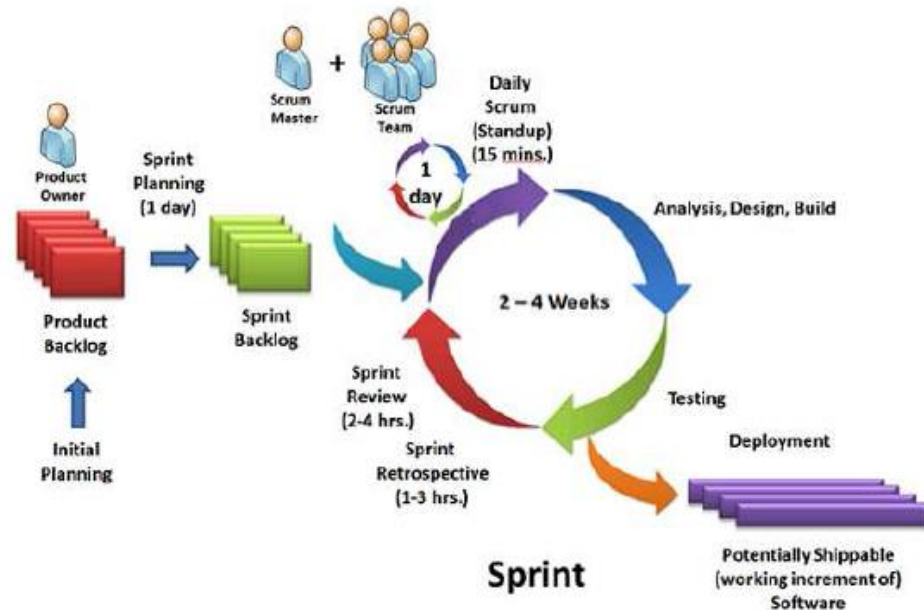 Scrum
Master
+
Scrum
Team
Daily
Scrum
(Standup)
(15 mins.)
Product
Owner
Sprint
Planning
(1 day)
1
day
Analysis, Design, Build
2 – 4 Weeks
Product
Backlog
Sprint
Backlog
Initial
Planning
Sprint
Review
(2-4 hrs.)
Sprint
Retrospective
(1-3 hrs.)
Testing
Deployment
Potentially Shippable
(working increment of)
Software
Sprint